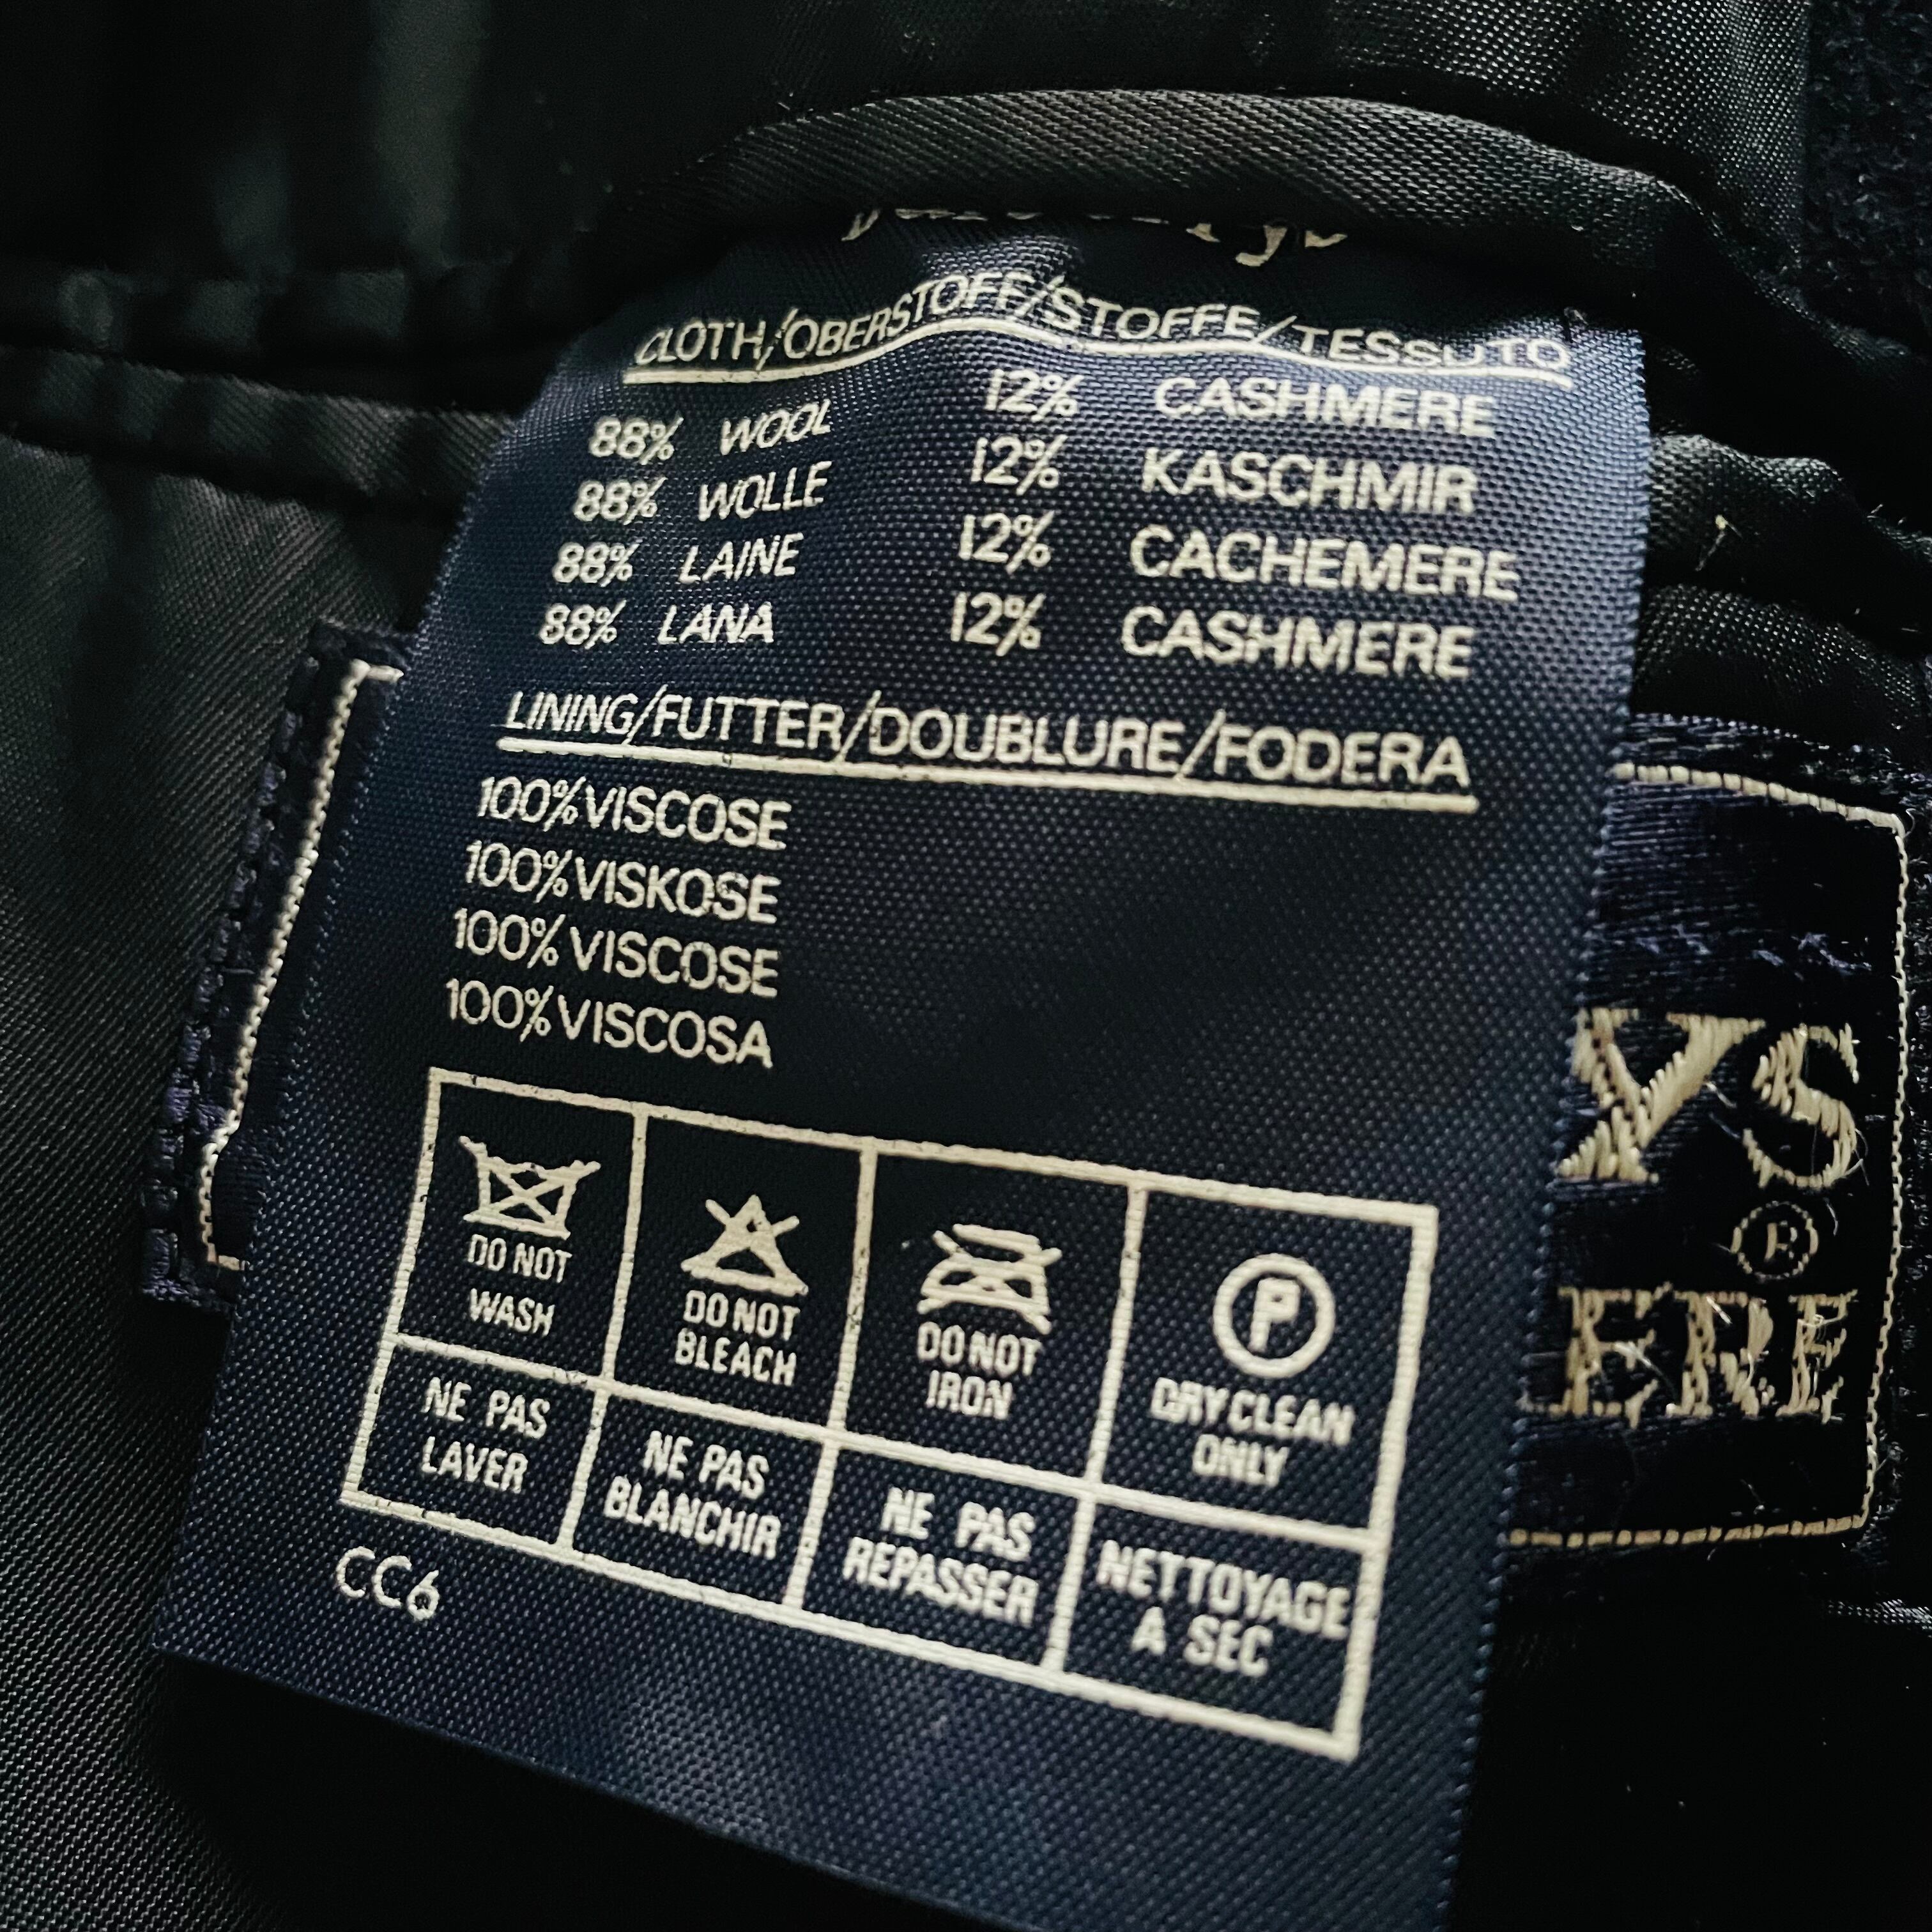 CLOTH/OBERSTOFF/STOFFE/TESSUTO
88% WOOL 12% CASHMERE
88% WOLLE 12% KASCHMIR
88% LAINE 12% CACHEMERE
88% LANA 12% CASHMERE
LINING/FUTTER/DOUBLURE/FODERA
100% VISCOSE
100% VISKOSE
100% VISCOSE
100% VISCOSA
DO NOT
WASH
DO NOT
BLEACH
DO NOT
IRON
P
DRY CLEAN
ONLY
NE PAS
LAVER
NE PAS
BLANCHIR
NE PAS
REPASSER
NETTOYAGE
A SEC
CC6
YS
®
ERE